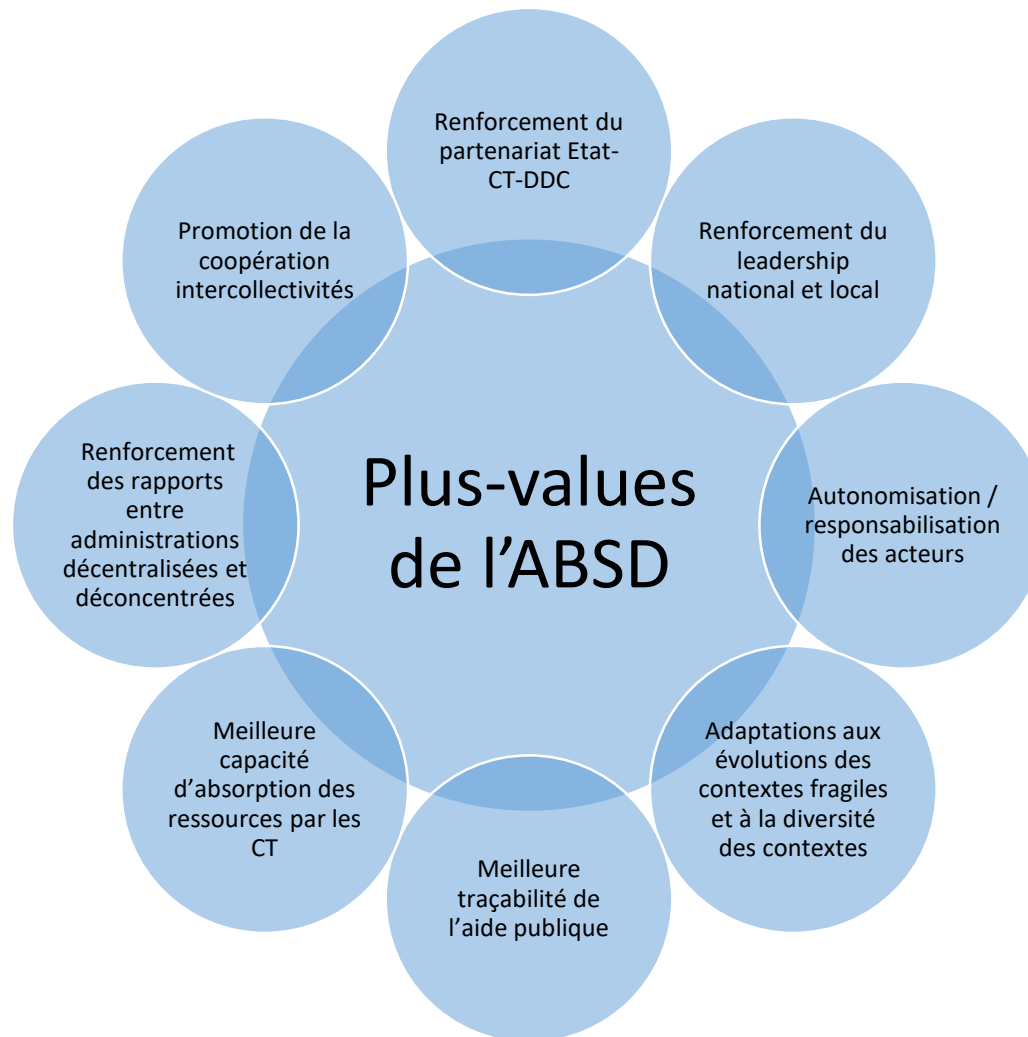 Renforcement du
partenariat Etat-
CT-DDC
Renforcement du
leadership
national et local
Autonomisation /
responsabilisation
des acteurs
Adaptations aux
évolutions des
contextes fragiles
et à la diversité
des contextes
Meilleure
traçabilité de
l’aide publique
Meilleure
capacité
d’absorption des
ressources par les
CT
Renforcement
des rapports
entre
administrations
décentralisées et
déconcentrées
Promotion de la
coopération
intercollectivités
Plus-values
de l’ABSD